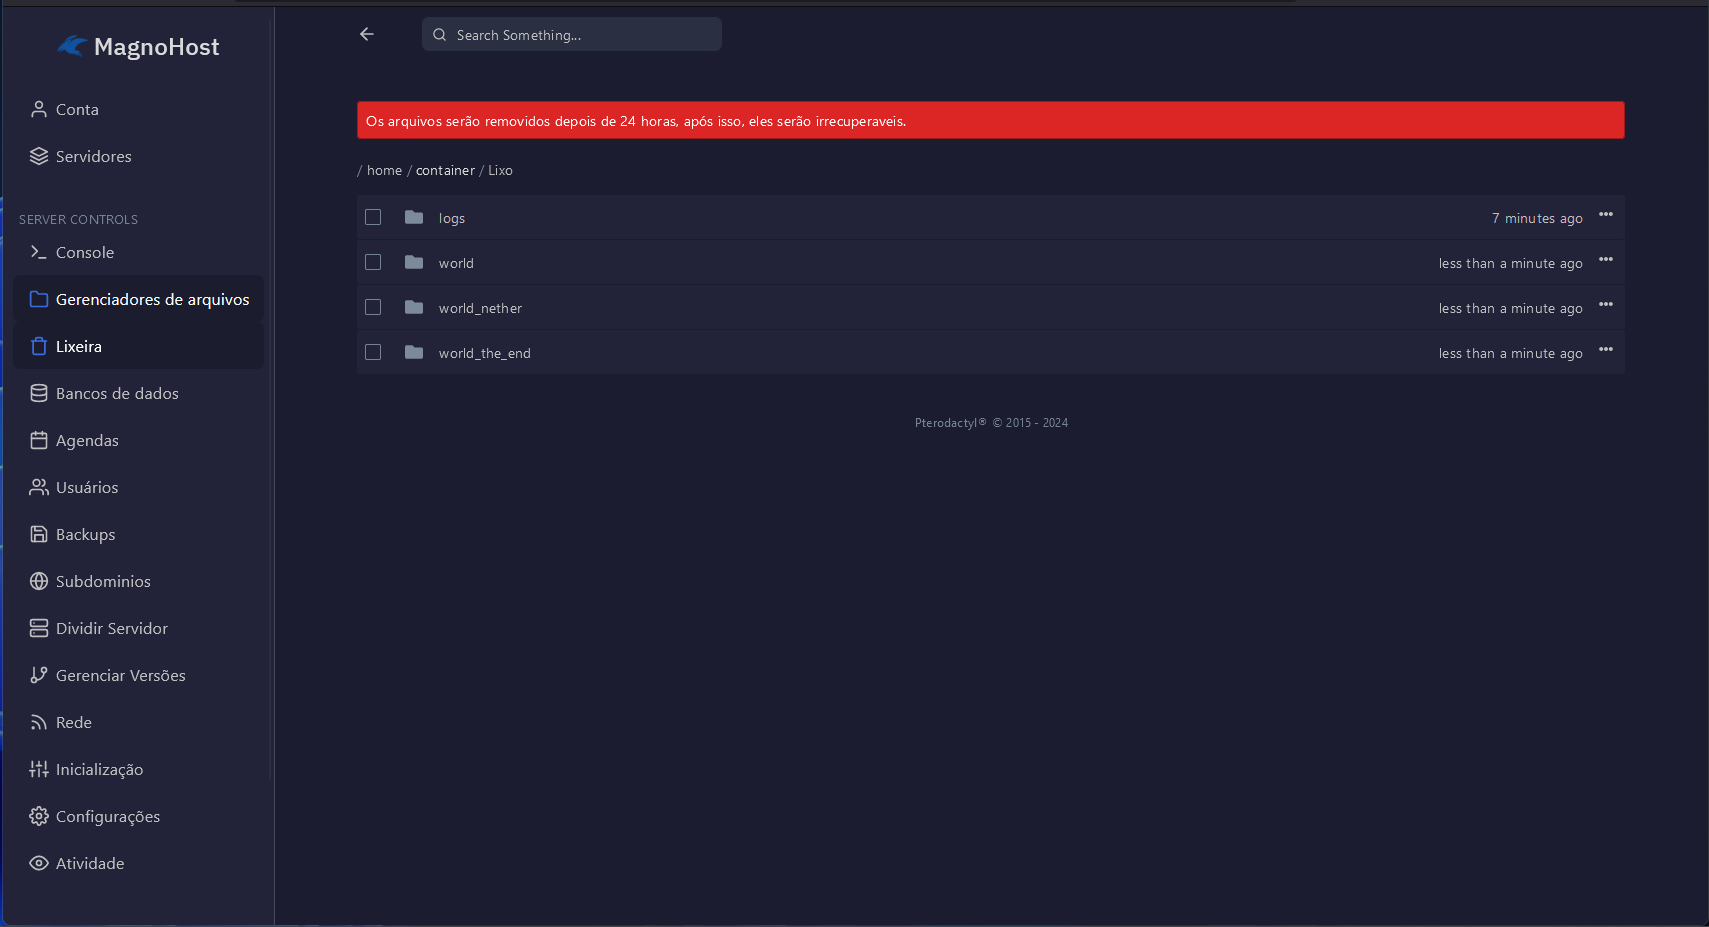 MagnoHost
Conta
Servidores
SERVER CONTROLS
Console
Gerenciadores de arquivos
Lixeira
Bancos de dados
Agendas
Usuários
Backups
Subdominios
Dividir Servidor
Gerenciar Versões
Rede
Inicialização
Configurações
Atividade
Search Something...
Os arquivos serão removidos depois de 24 horas, após isso, eles serão irrecuperaveis.
/ home / container / Lixo
logs 7 minutes ago
world less than a minute ago
world_nether less than a minute ago
world_the_end less than a minute ago
Pterodactyl® © 2015 - 2024